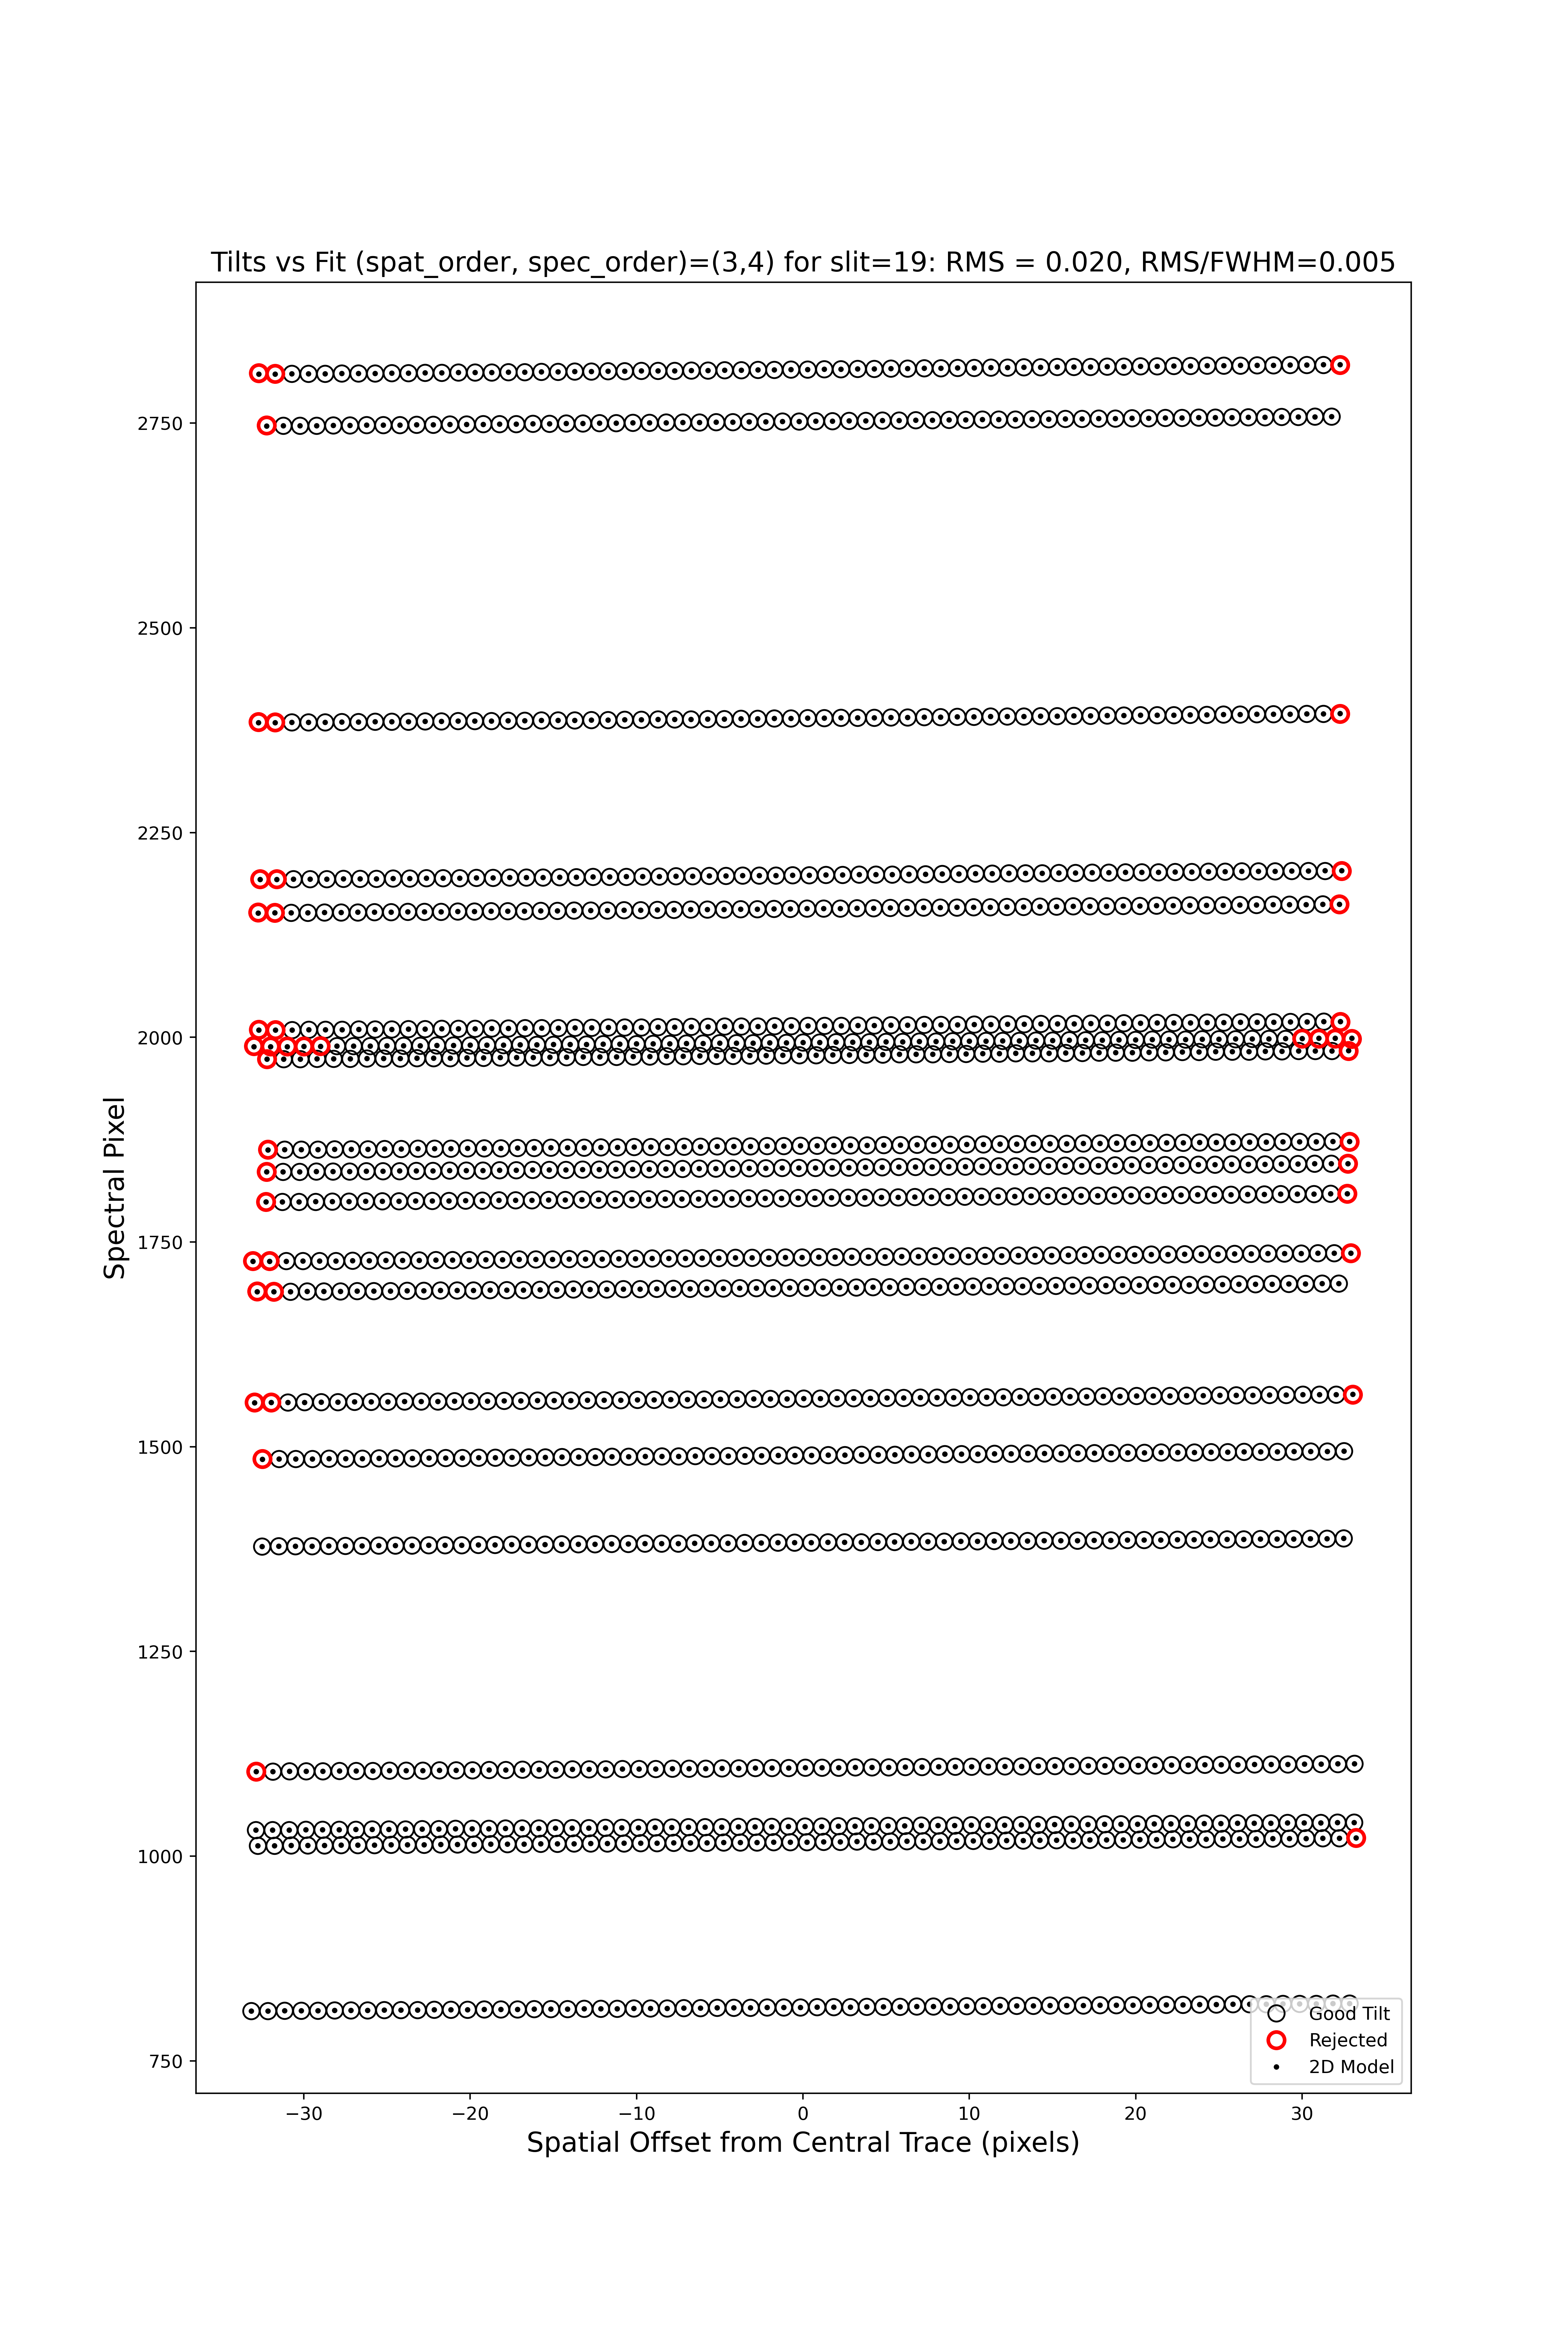 Tilts vs Fit (spat_order, spec_order)=(3,4) for slit=19: RMS = 0.020, RMS/FWHM=0.005
2750
2500
2250
2000
1750
1500
1250
1000
750
Spectral Pixel
Good Tilt
Rejected
2D Model
−30
−20
−10
0
10
20
30
Spatial Offset from Central Trace (pixels)